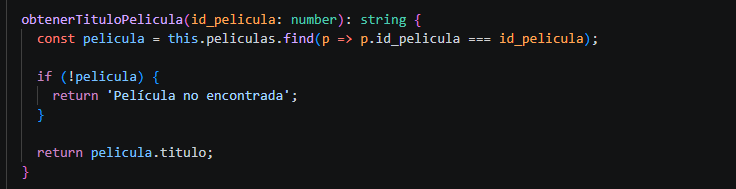 obtenerTituloPelicula(id_pelicula: number): string {
const pelicula = this.peliculas.find(p => p.id_pelicula === id_pelicula);
if (!pelicula) {
return 'Película no encontrada';
}
return pelicula.titulo;
}